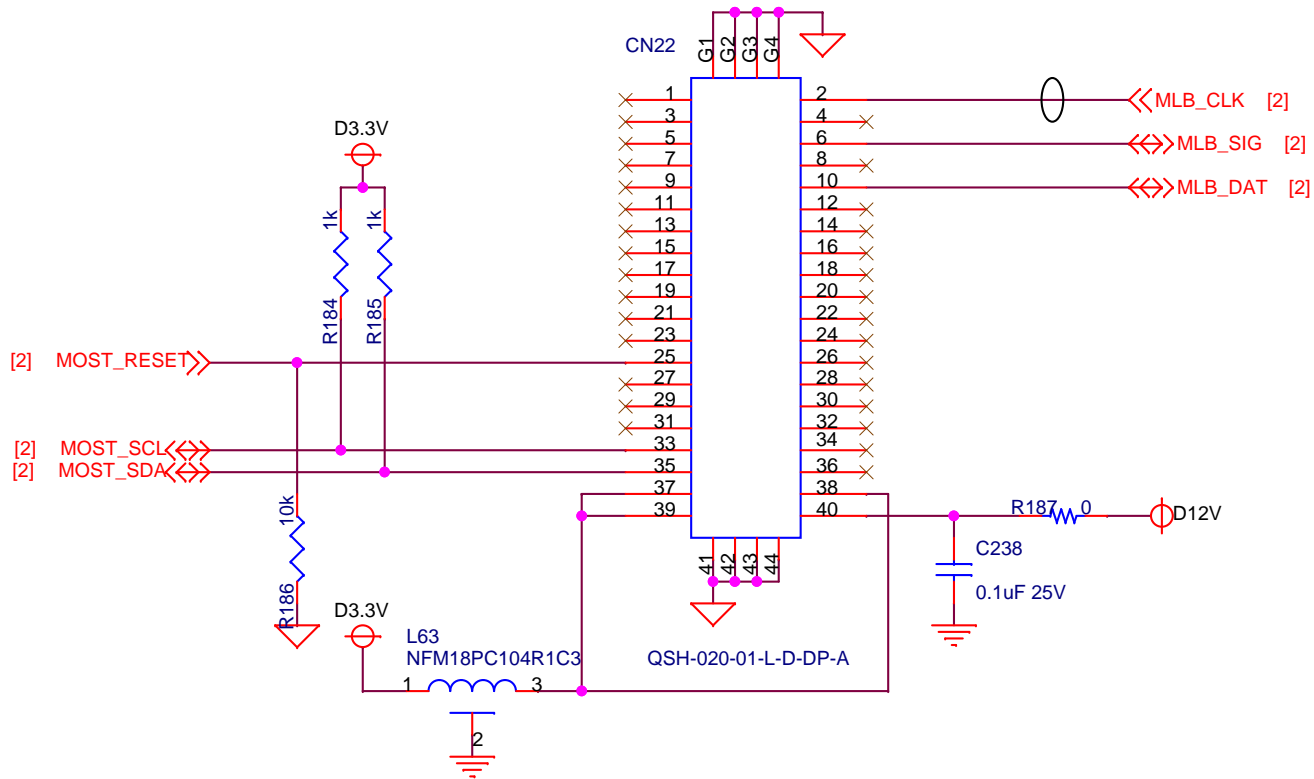 CN22
G1
G2
G3
G4
1
2
MLB_CLK [2]
3
4
D3.3V
5
6
MLB_SIG [2]
7
8
9
10
MLB_DAT [2]
11
12
1k
1k
13
14
15
16
17
18
19
20
R184
R185
21
22
23
24
[2] MOST_RESET
25
26
27
28
29
30
31
32
[2] MOST_SCL
33
34
[2] MOST_SDA
35
36
37
38
10k
39
40
R187 0
D12V
41
42
43
44
C238
0.1uF 25V
R186
D3.3V
L63
NFM18PC104R1C3
QSH-020-01-L-D-DP-A
1
3
2